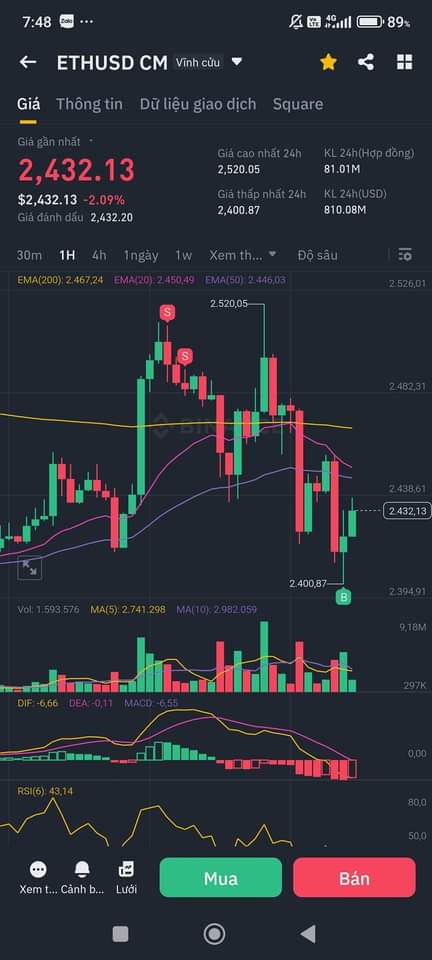 7:48 Zalo ... Vo LTE 4G 89%
ETHUSD CM Vĩnh cửu
Giá Thông tin Dữ liệu giao dịch Square
Giá gần nhất
2,432.13
$2,432.13 -2.09%
Giá đánh dấu 2,432.20
Giá cao nhất 24h KL 24h(Hợp đồng)
2,520.05 81.01M
Giá thấp nhất 24h KL 24h(USD)
2,400.87 810.08M
30m 1H 4h 1ngày 1w Xem th... Độ sâu
EMA(200): 2.467,24 EMA(20): 2.450,49 EMA(50): 2.446,03
2.526,01
2.520,05
S
S
2.482,31
BINANCE
2.438,61
2.432,13
2.400,87
B
2.394,91
Vol: 1.593.576 MA(5): 2.741.298 MA(10): 2.982.059
9,18M
297K
DIF: -6,66 DEA: -0,11 MACD: -6,55
0,00
RSI(6): 43,14
80,0
50,0
Xem t... Cảnh b... Lưới
Mua Bán